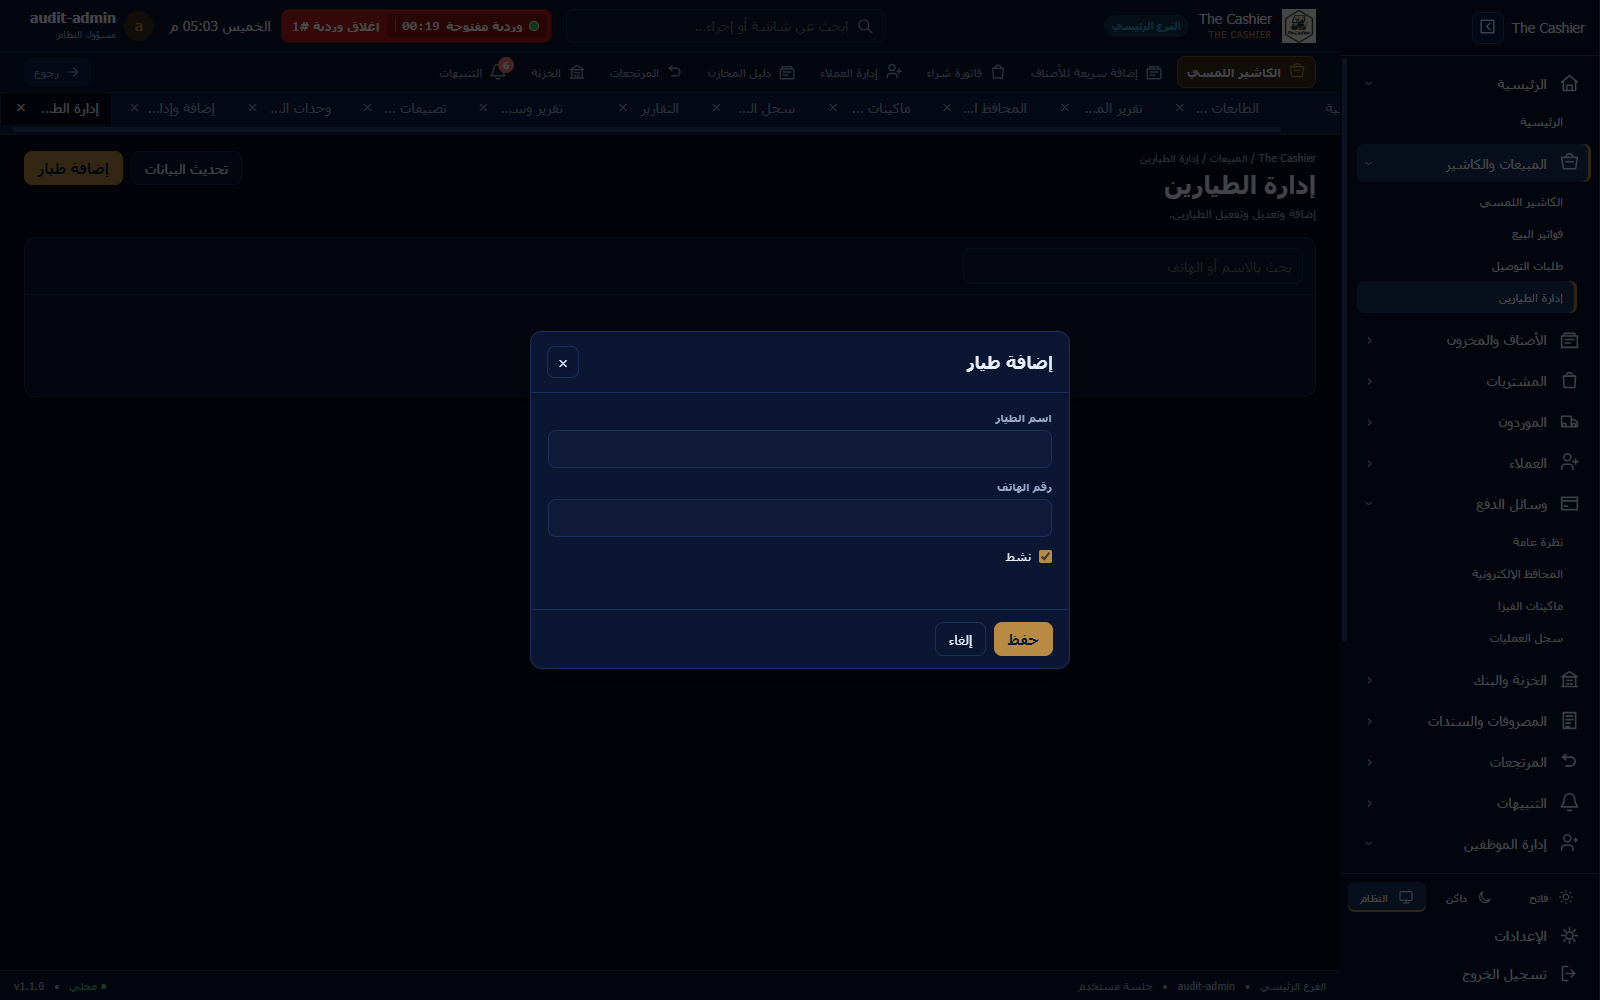 The Cashier
الرئيسية
الرئيسية
المبيعات والكاشير
الكاشير اللمسي
فواتير البيع
طلبات التوصيل
إدارة الطيارين
الأصناف والمخزون
المشتريات
الموردون
العملاء
وسائل الدفع
نظرة عامة
المحافظ الإلكترونية
ماكينات الفيزا
سجل العمليات
الخزنة والبنك
المصروفات والسندات
المرتجعات
التنبيهات
إدارة الموظفين
فاتح داكن النظام
الإعدادات
تسجيل الخروج
The Cashier
THE CASHIER
الفرع الرئيسي
ابحث عن شاشة أو إجراء...
وردية مفتوحة 00:19 | إغلاق وردية #1
الخميس 05:03 م
a
audit-admin
مسؤول النظام
الكاشير اللمسي إضافة سريعة للأصناف فاتورة شراء إدارة العملاء دليل المخازن المرتجعات الخزنة التنبيهات 6 رجوع
الطابعات ... × تقرير الم... × المحافظ ا... × ماكينات ... × سجل ال... × التقارير × تقرير وس... × تصنيفات ... × وحدات ال... × إضافة وإدا... × إدارة الط... ×
The Cashier / المبيعات / إدارة الطيارين
إدارة الطيارين
إضافة وتعديل وتفعيل الطيارين.
تحديث البيانات إضافة طيار
بحث بالاسم أو الهاتف
إضافة طيار ×
اسم الطيار
رقم الهاتف
نشط
حفظ إلغاء
الفرع الرئيسي • audit-admin • جلسة مستخدم
محلي • v1.1.0